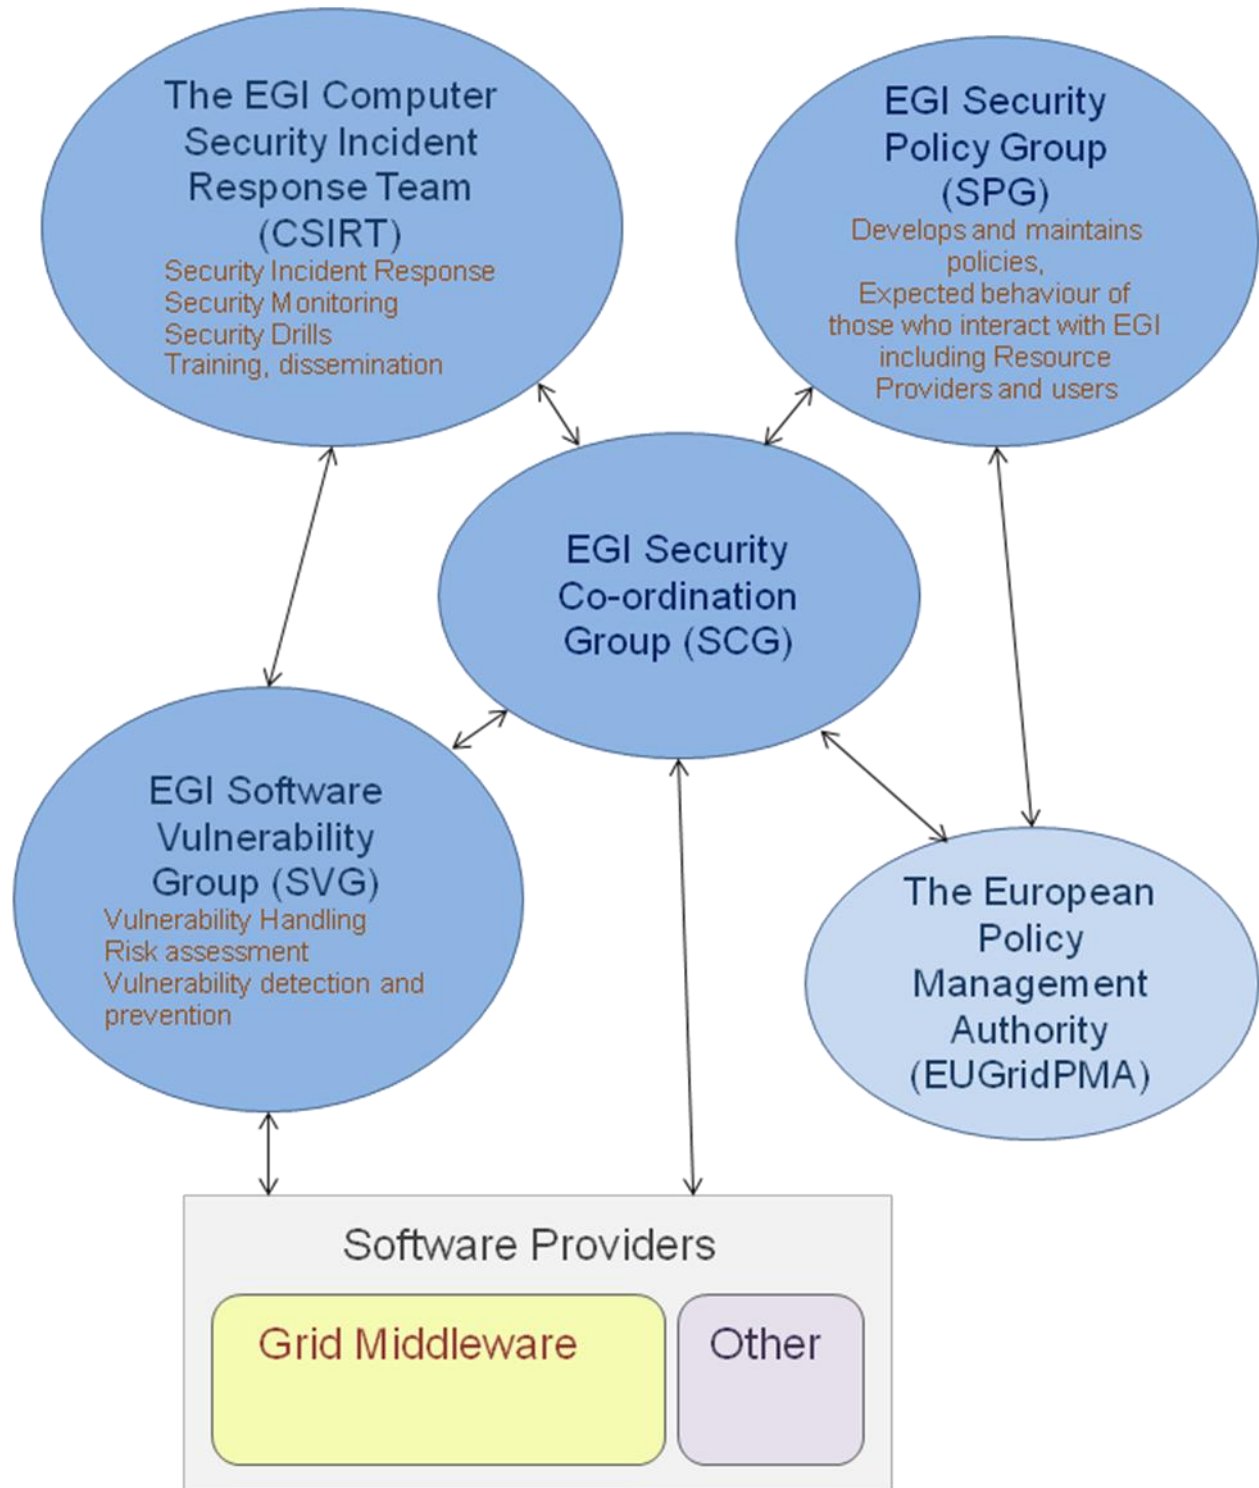 The EGI Computer
Security Incident
Response Team
(CSIRT)
Security Incident Response
Security Monitoring
Security Drills
Training, dissemination
EGI Security
Policy Group
(SPG)
Develops and maintains
policies,
Expected behaviour of
those who interact with EGI
including Resource
Providers and users
EGI Security
Co-ordination
Group (SCG)
EGI Software
Vulnerability
Group (SVG)
Vulnerability Handling
Risk assessment
Vulnerability detection and
prevention
The European
Policy
Management
Authority
(EUGridPMA)
Software Providers
Grid Middleware
Other